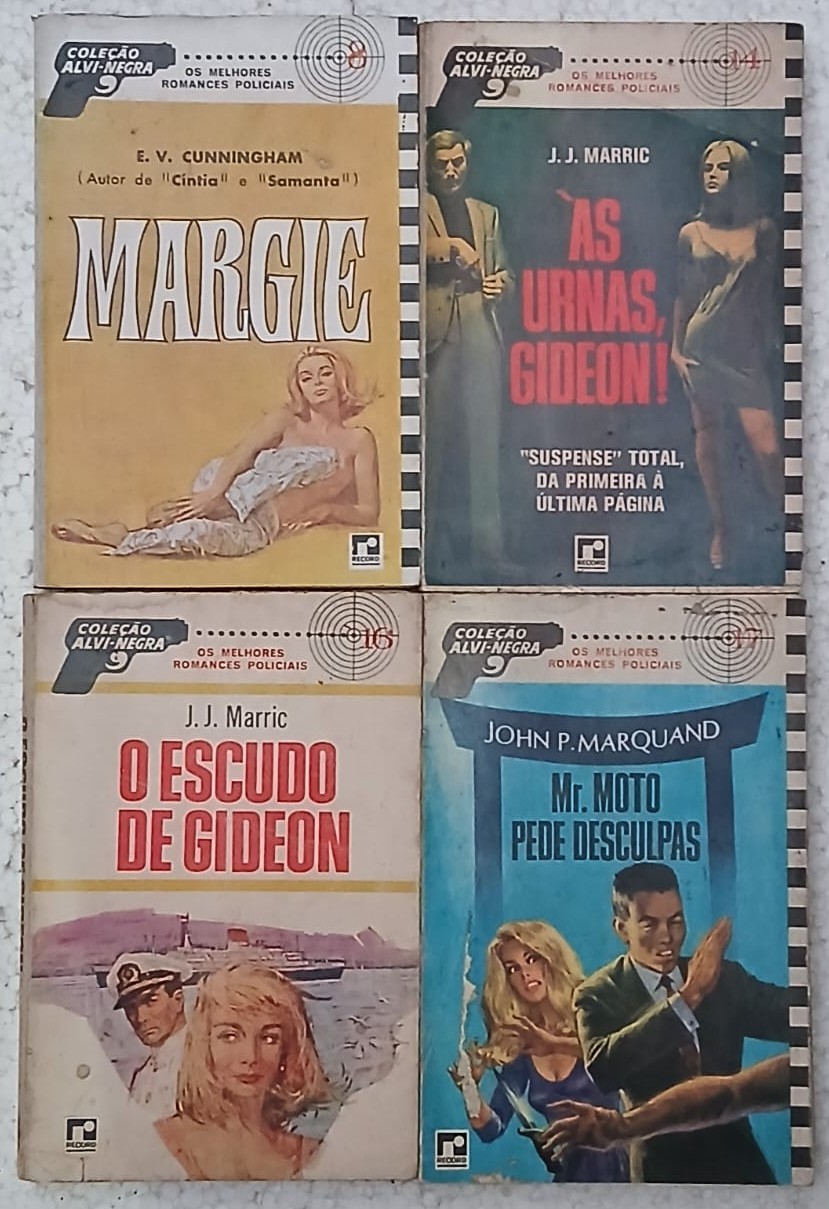 COLEÇÃO
ALVI-NEGRA
8
OS MELHORES
ROMANCES POLICIAIS
E. V. CUNNINGHAM
(Autor de "Cíntia" e "Samanta")
MARGIE
RECORD
COLEÇÃO
ALVI-NEGRA
14
OS MELHORES
ROMANCES POLICIAIS
J. J. MARRIC
ÀS
URNAS,
GIDEON!
"SUSPENSE" TOTAL,
DA PRIMEIRA À
ÚLTIMA PÁGINA
RECORD
COLEÇÃO
ALVI-NEGRA
16
OS MELHORES
ROMANCES POLICIAIS
J. J. Marric
O ESCUDO
DE GIDEON
RECORD
COLEÇÃO
ALVI-NEGRA
17
OS MELHORES
ROMANCES POLICIAIS
JOHN P. MARQUAND
Mr. MOTO
PEDE DESCULPAS
RECORD